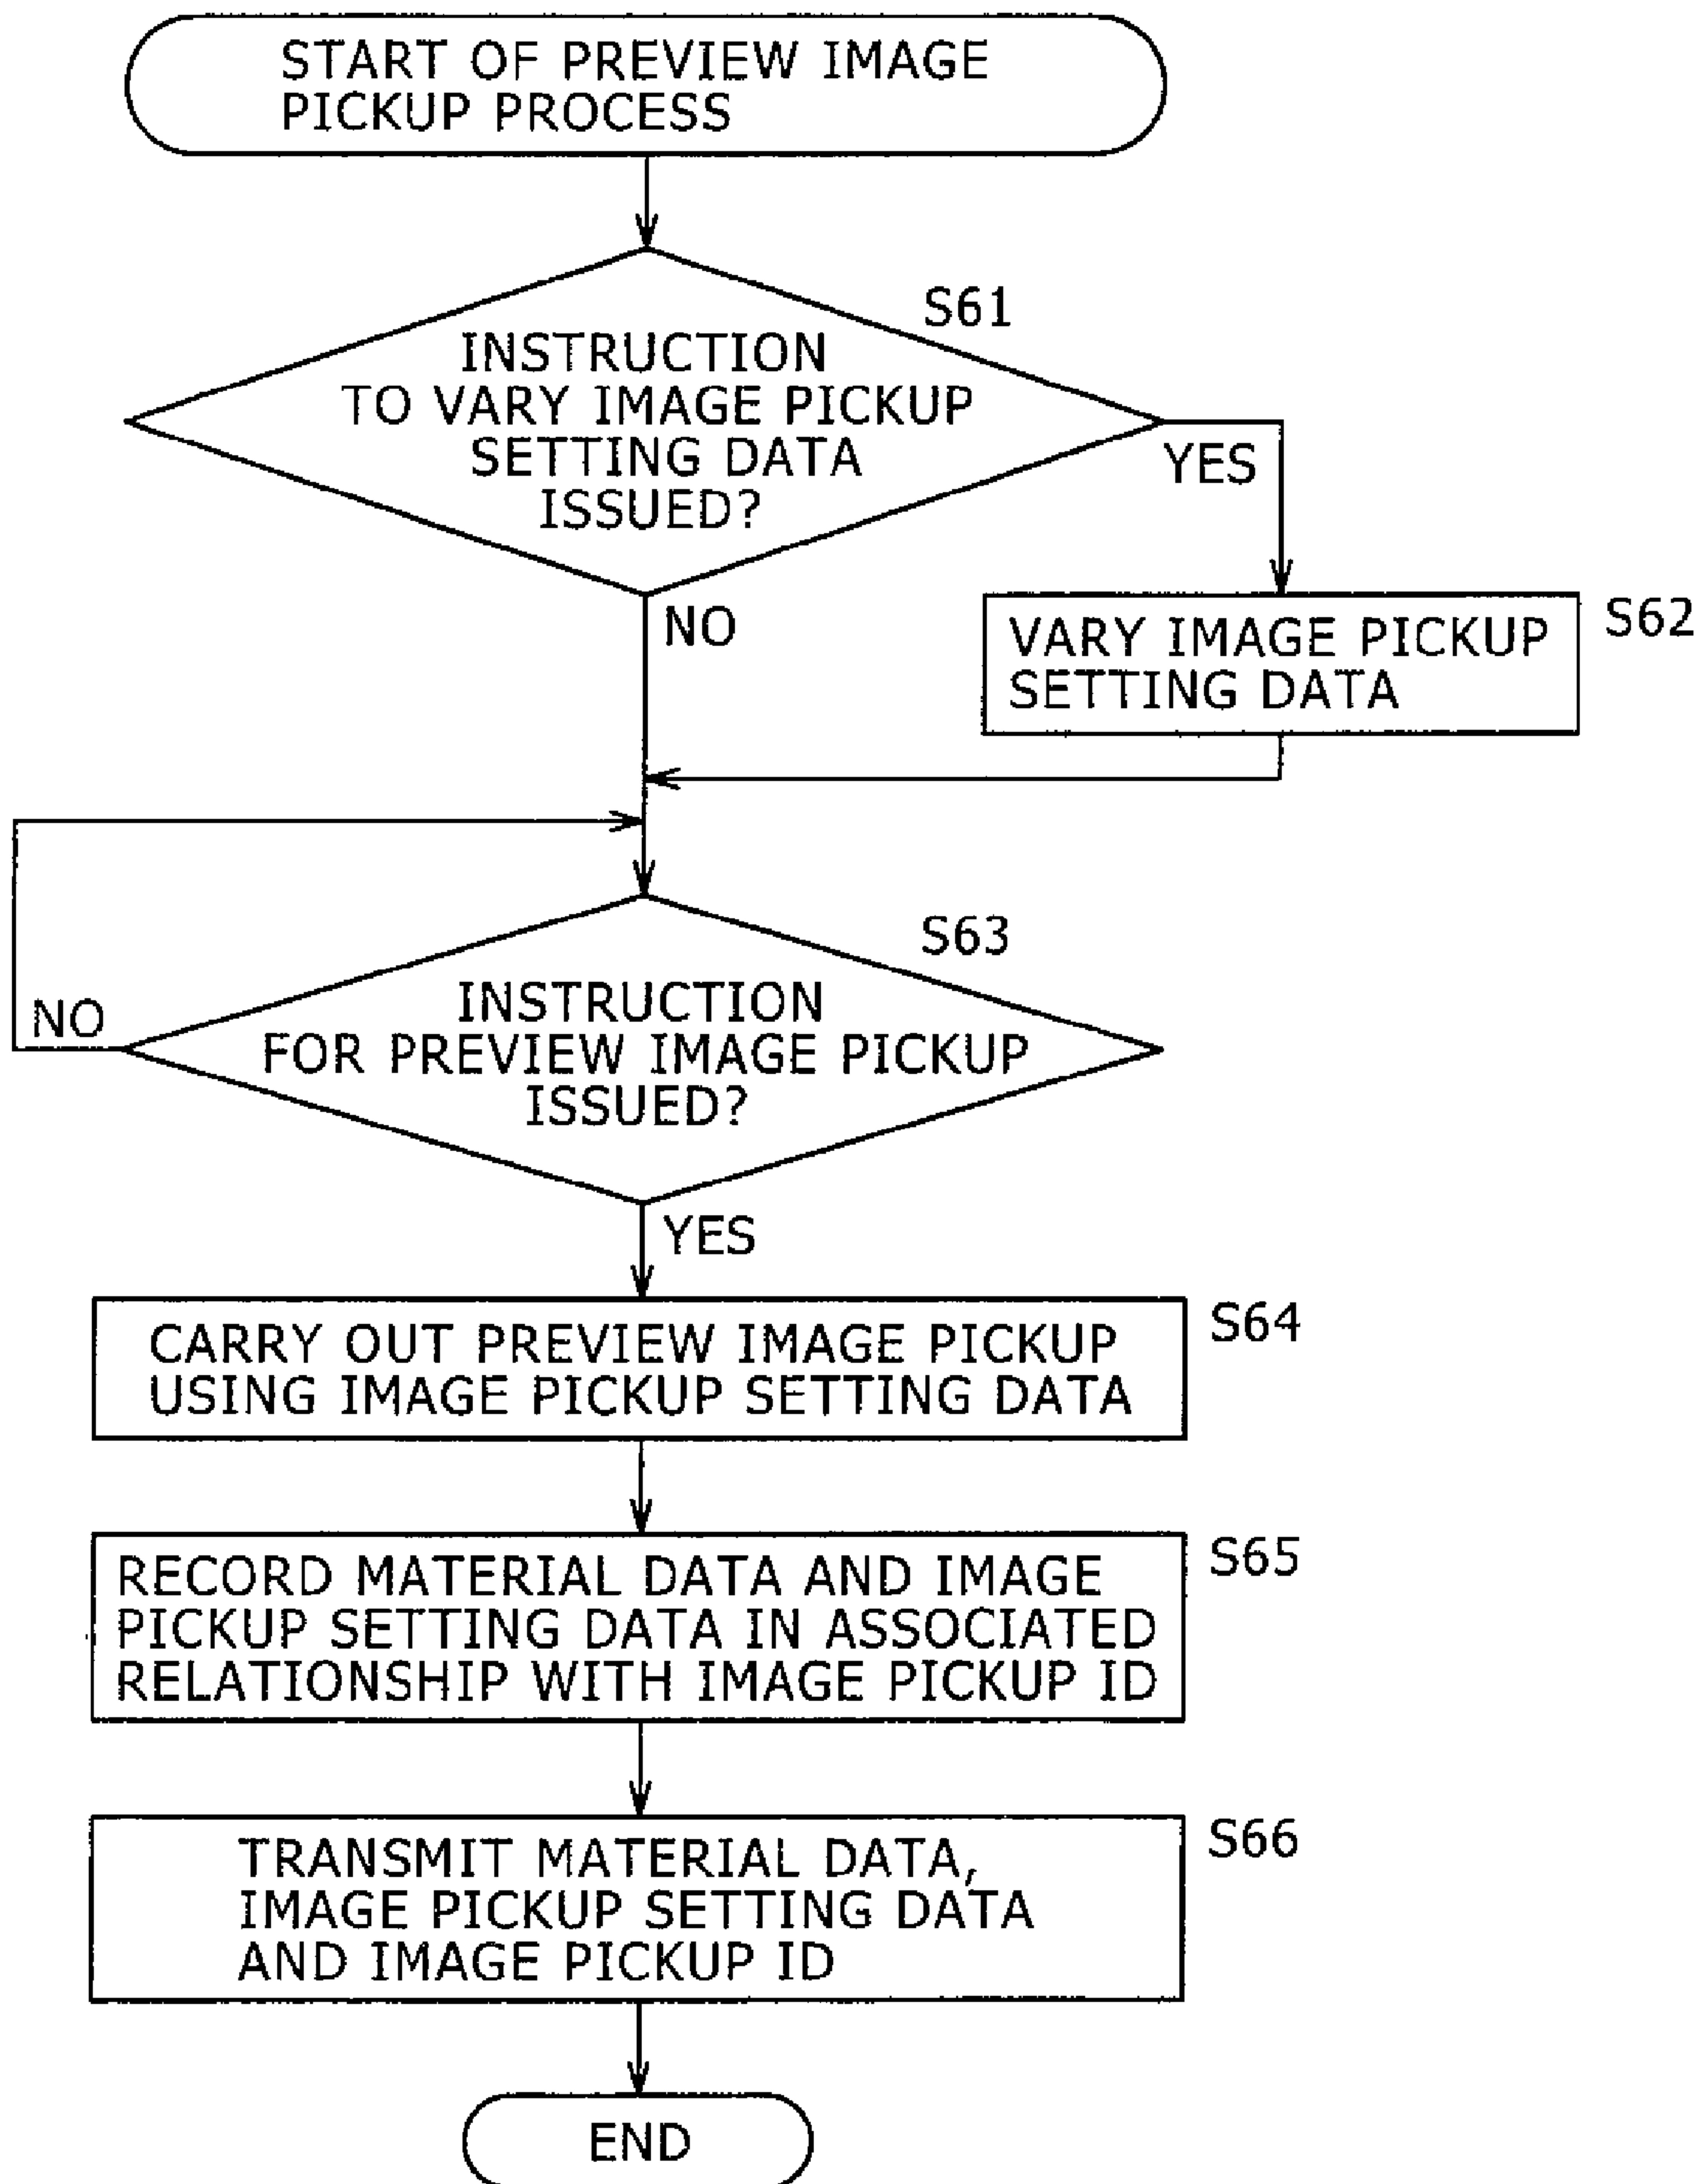 START OF PREVIEW IMAGE
PICKUP PROCESS
S61
INSTRUCTION
TO VARY IMAGE PICKUP
SETTING DATA
ISSUED?
YES
NO
S62
VARY IMAGE PICKUP
SETTING DATA
S63
INSTRUCTION
FOR PREVIEW IMAGE PICKUP
ISSUED?
NO
YES
S64
CARRY OUT PREVIEW IMAGE PICKUP
USING IMAGE PICKUP SETTING DATA
S65
RECORD MATERIAL DATA AND IMAGE
PICKUP SETTING DATA IN ASSOCIATED
RELATIONSHIP WITH IMAGE PICKUP ID
S66
TRANSMIT MATERIAL DATA,
IMAGE PICKUP SETTING DATA
AND IMAGE PICKUP ID
END